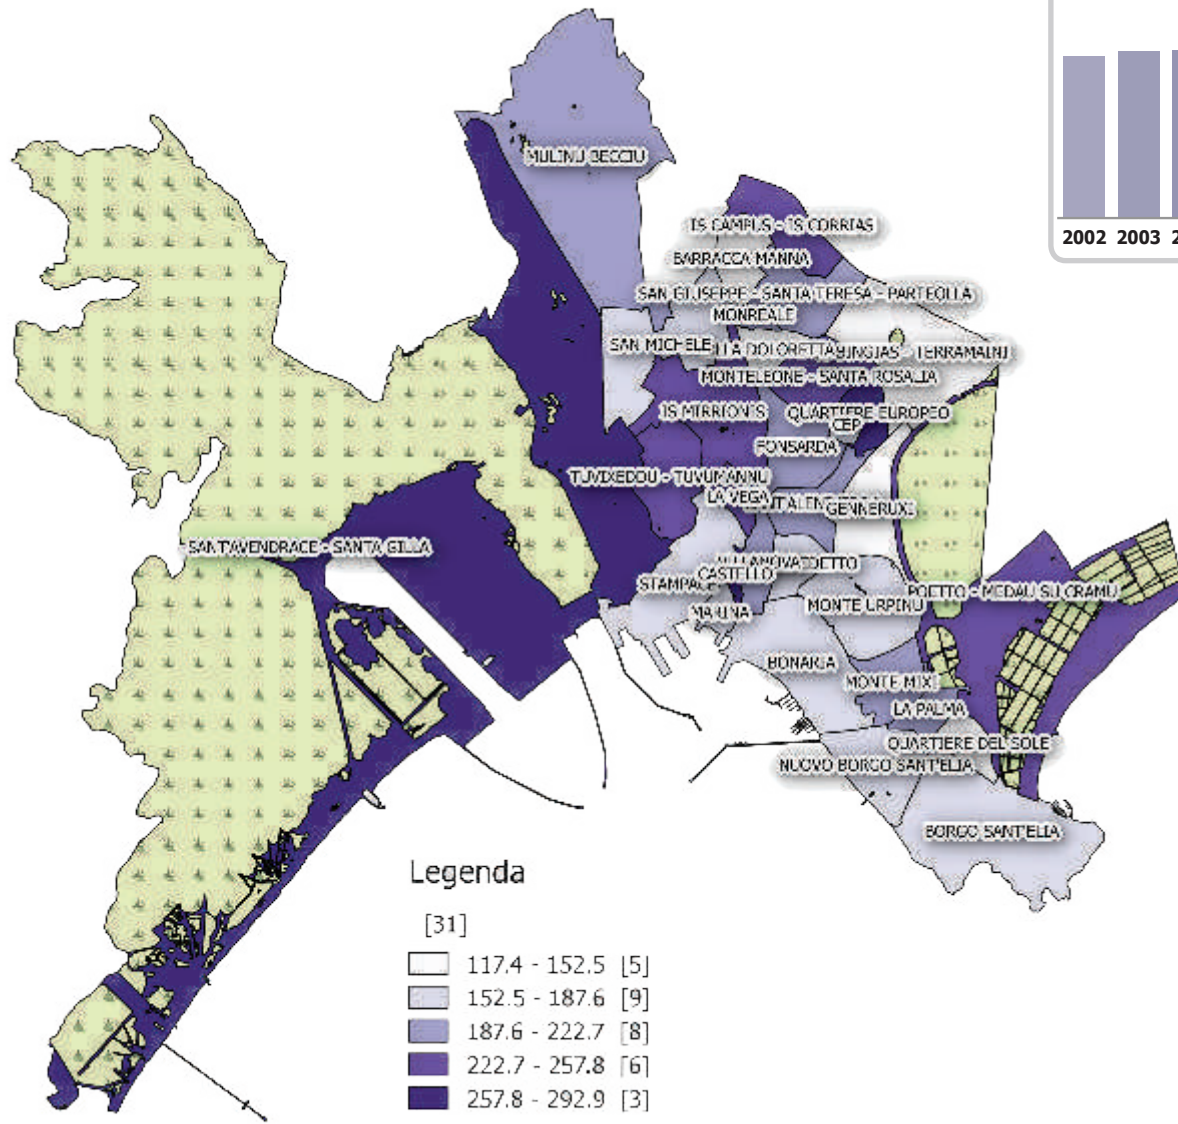 2002 2003
MULINU BECCIU
IS CAMPUS - IS CORRIAS
BARRACCA MANNA
SAN GIUSEPPE - SANTA TERESA - PARTEOLLA
MONREALE
SAN MICHELE
LLA DOLORETTA
BINGIAS - TERRAMAINI
MONTELEONE - SANTA ROSALIA
IS MIRRIONIS
QUARTIERE EUROPEO
CEP
FONSARDA
TUVIXEDDU - TUVUMANNU
LA VEGA
GENNERUXI
SANT'AVENDRACE - SANTA GILLA
CASTELLO
STAMPACE
MARINA
MONTE URPINU
POETTO - MEDAU SU CRAMU
BONARIA
MONTE MIXI
LA PALMA
QUARTIERE DEL SOLE
NUOVO BORGO SANT'ELIA
BORGO SANT'ELIA
Legenda
[31]
117.4 - 152.5 [5]
152.5 - 187.6 [9]
187.6 - 222.7 [8]
222.7 - 257.8 [6]
257.8 - 292.9 [3]